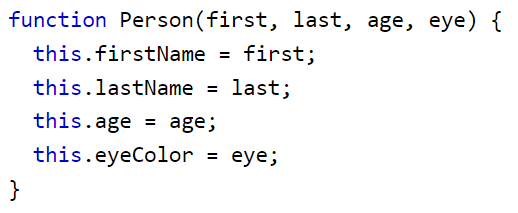 function Person(first, last, age, eye) {
  this.firstName = first;
  this.lastName = last;
  this.age = age;
  this.eyeColor = eye;
}